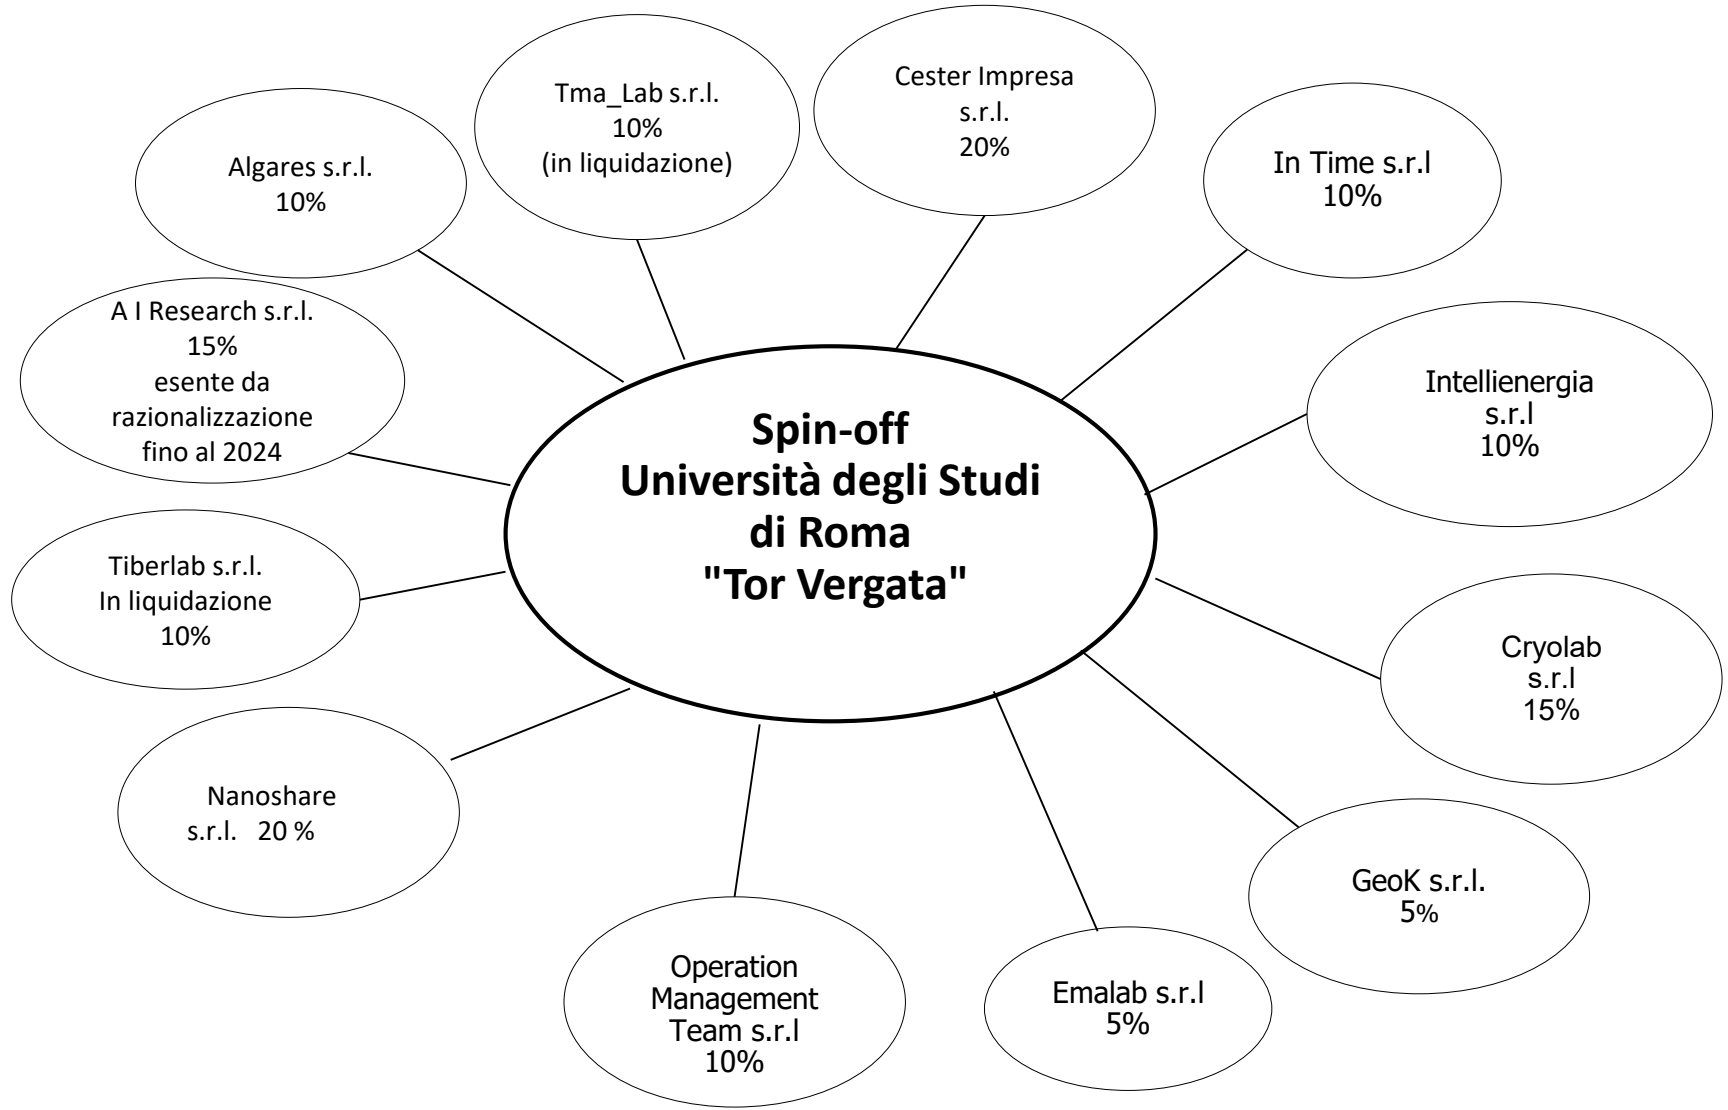 Tma_Lab s.r.l.
10%
(in liquidazione)
Cester Impresa
s.r.l.
20%
In Time s.r.l
10%
Algares s.r.l.
10%
A I Research s.r.l.
15%
esente da
razionalizzazione
fino al 2024
Intellienergia
s.r.l
10%
Spin-off
Università degli Studi
di Roma
"Tor Vergata"
Tiberlab s.r.l.
In liquidazione
10%
Cryolab
s.r.l
15%
Nanoshare
s.r.l. 20 %
GeoK s.r.l.
5%
Operation
Management
Team s.r.l
10%
Emalab s.r.l
5%